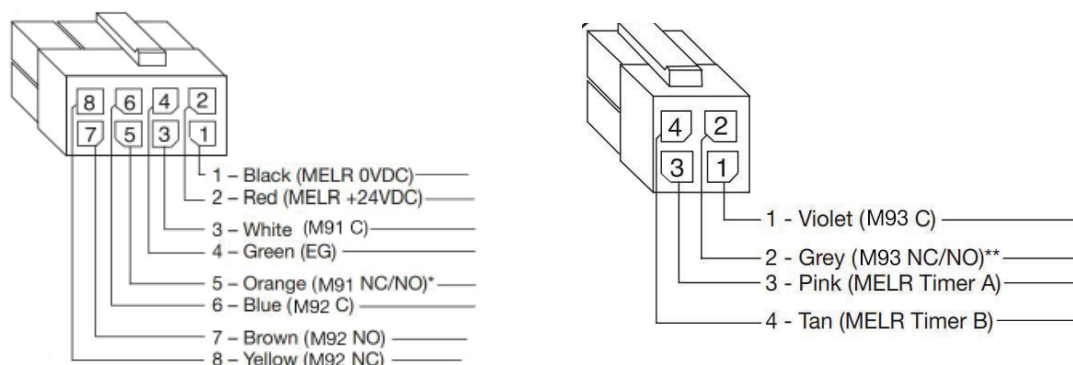 8 6 4 2
7 5 3 1
1 – Black (MELR 0VDC)
2 – Red (MELR +24VDC)
3 – White (M91 C)
4 – Green (EG)
5 – Orange (M91 NC/NO)*
6 – Blue (M92 C)
7 – Brown (M92 NO)
8 – Yellow (M92 NC)
4 2
3 1
1 - Violet (M93 C)
2 - Grey (M93 NC/NO)**
3 - Pink (MELR Timer A)
4 - Tan (MELR Timer B)